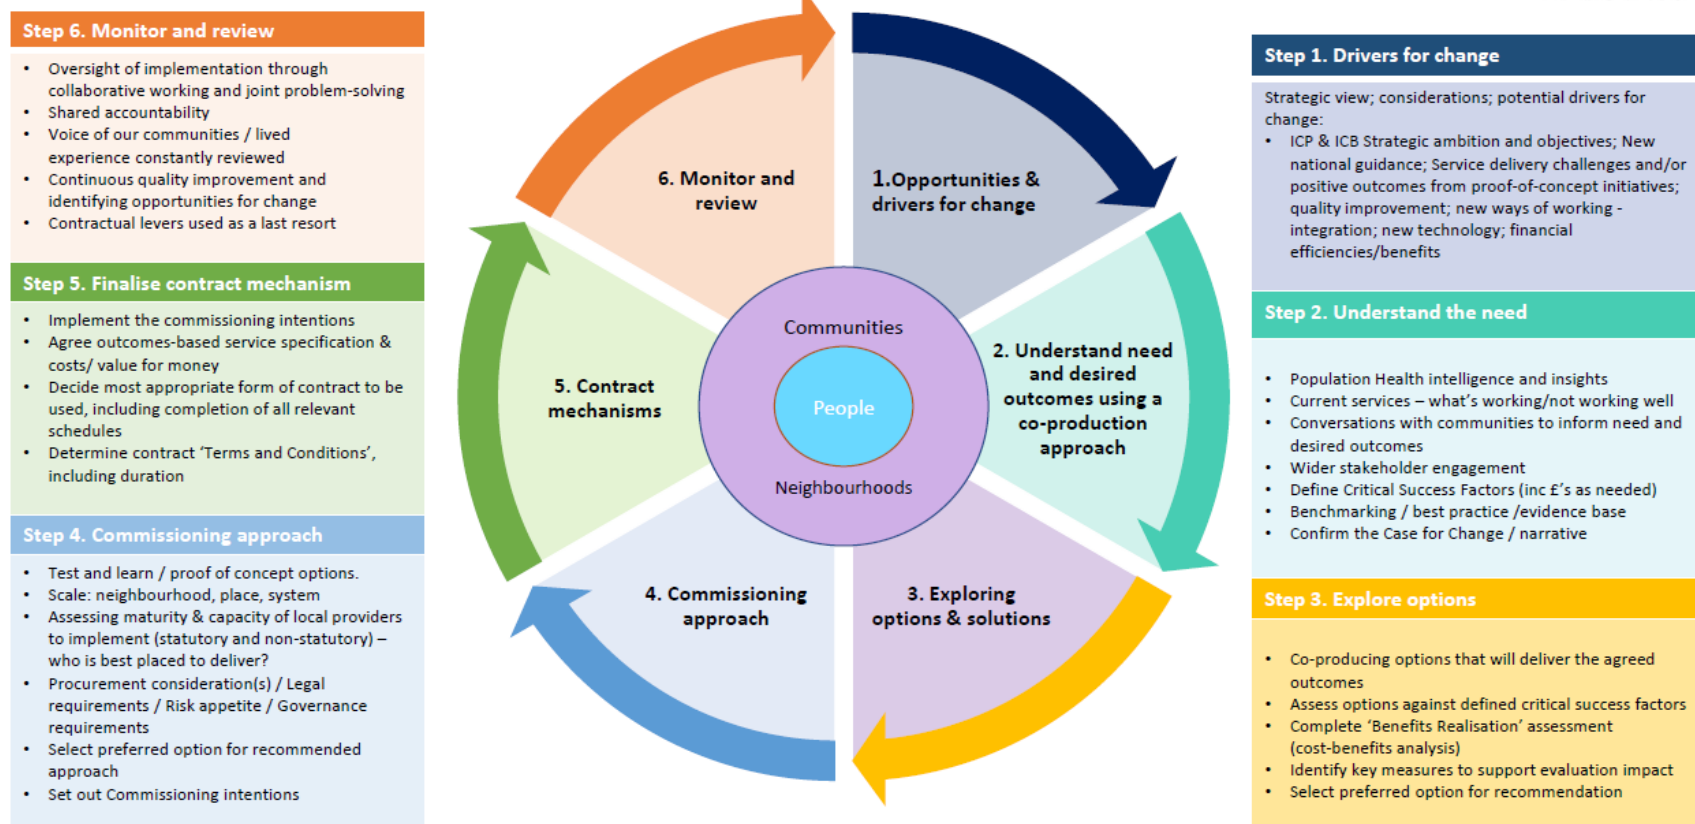 Step 6. Monitor and review
• Oversight of implementation through
collaborative working and joint problem-solving
• Shared accountability
• Voice of our communities / lived
experience constantly reviewed
• Continuous quality improvement and
identifying opportunities for change
• Contractual levers used as a last resort
Step 5. Finalise contract mechanism
• Implement the commissioning intentions
• Agree outcomes-based service specification &
costs/ value for money
• Decide most appropriate form of contract to be
used, including completion of all relevant
schedules
• Determine contract ‘Terms and Conditions’,
including duration
Step 4. Commissioning approach
• Test and learn / proof of concept options.
• Scale: neighbourhood, place, system
• Assessing maturity & capacity of local providers
to implement (statutory and non-statutory) –
who is best placed to deliver?
• Procurement consideration(s) / Legal
requirements / Risk appetite / Governance
requirements
• Select preferred option for recommended
approach
• Set out Commissioning intentions
6. Monitor and
review
1.Opportunities &
drivers for change
5. Contract
mechanisms
Communities
People
Neighbourhoods
2. Understand need
and desired
outcomes using a
co-production
approach
4. Commissioning
approach
3. Exploring
options & solutions
Step 1. Drivers for change
Strategic view; considerations; potential drivers for
change:
• ICP & ICB Strategic ambition and objectives; New
national guidance; Service delivery challenges and/or
positive outcomes from proof-of-concept initiatives;
quality improvement; new ways of working -
integration; new technology; financial
efficiencies/benefits
Step 2. Understand the need
• Population Health intelligence and insights
• Current services – what’s working/not working well
• Conversations with communities to inform need and
desired outcomes
• Wider stakeholder engagement
• Define Critical Success Factors (inc £’s as needed)
• Benchmarking / best practice /evidence base
• Confirm the Case for Change / narrative
Step 3. Explore options
• Co-producing options that will deliver the agreed
outcomes
• Assess options against defined critical success factors
• Complete ‘Benefits Realisation’ assessment
(cost-benefits analysis)
• Identify key measures to support evaluation impact
• Select preferred option for recommendation